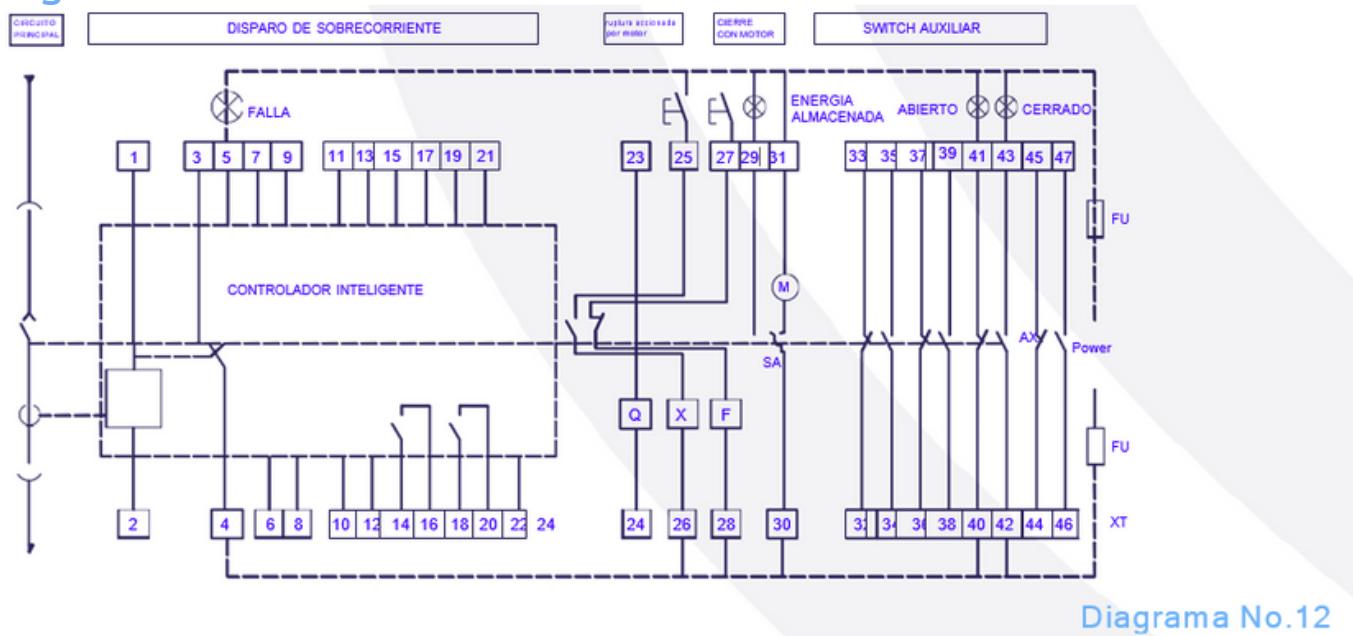 CIRCUITO
PRINCIPAL
DISPARO DE SOBRECORRIENTE
ruptura accionada
por motor
CIERRE
CON MOTOR
SWITCH AUXILIAR
FALLA
ENERGIA
ALMACENADA
ABIERTO
CERRADO
1 3 5 7 9 11 13 15 17 19 21 23 25 27 29 31 33 35 37 39 41 43 45 47
FU
CONTROLADOR INTELIGENTE
M
SA
AX
Power
Q X F
FU
2 4 6 8 10 12 14 16 18 20 22 24 24 26 28 30 32 34 36 38 40 42 44 46
XT
Diagrama No.12